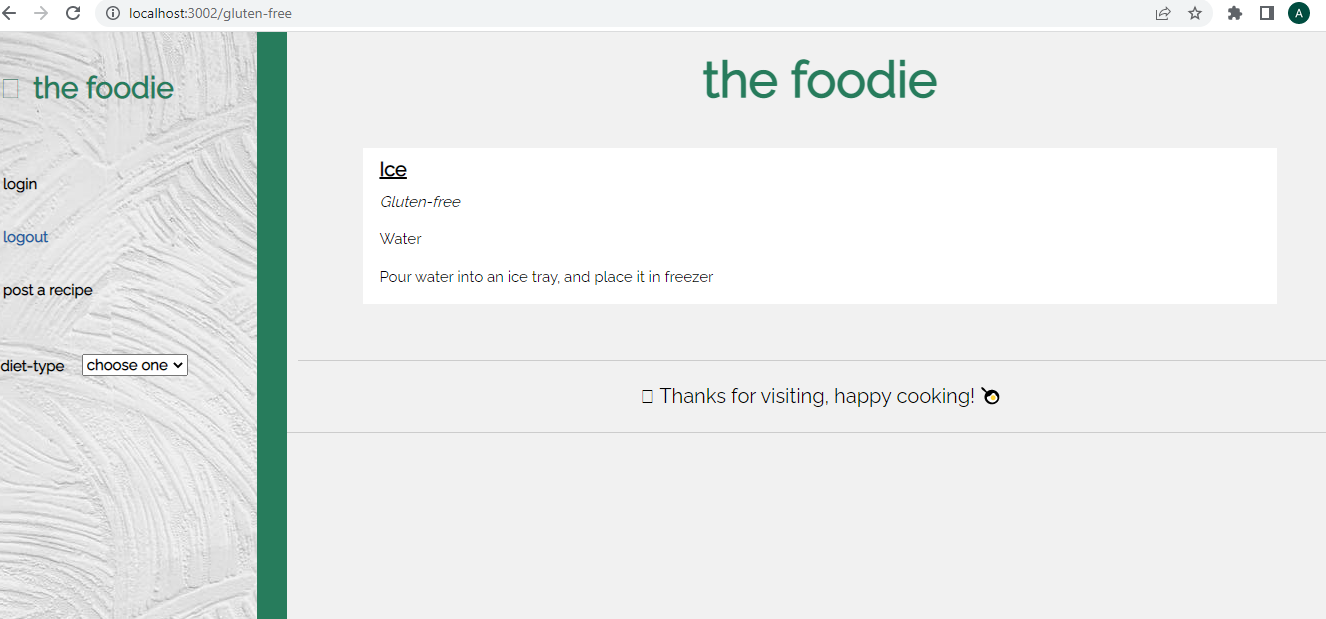 localhost:3002/gluten-free
A
the foodie
login
logout
post a recipe
diet-type choose one
the foodie
Ice
Gluten-free
Water
Pour water into an ice tray, and place it in freezer
Thanks for visiting, happy cooking! 🍳